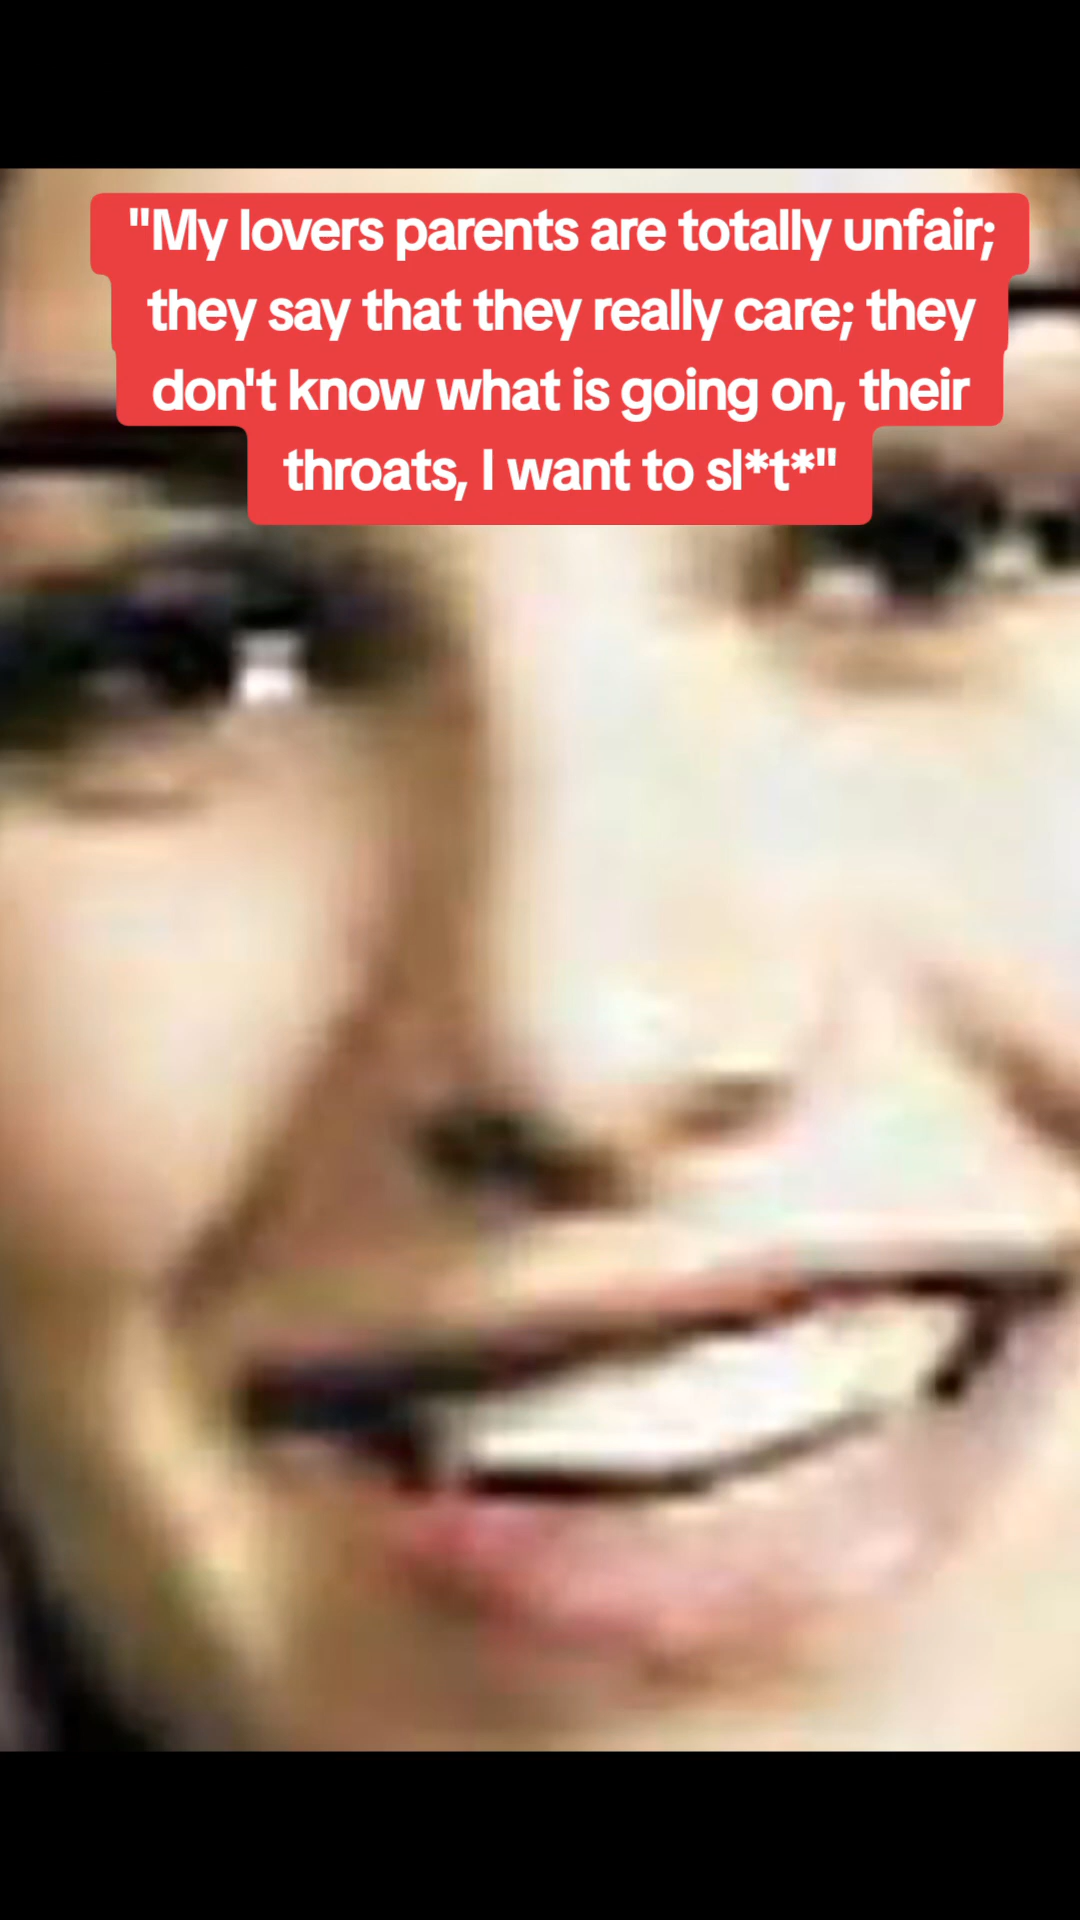 "My lovers parents are totally unfair;
they say that they really care; they
don't know what is going on, their
throats, I want to sl*t*"